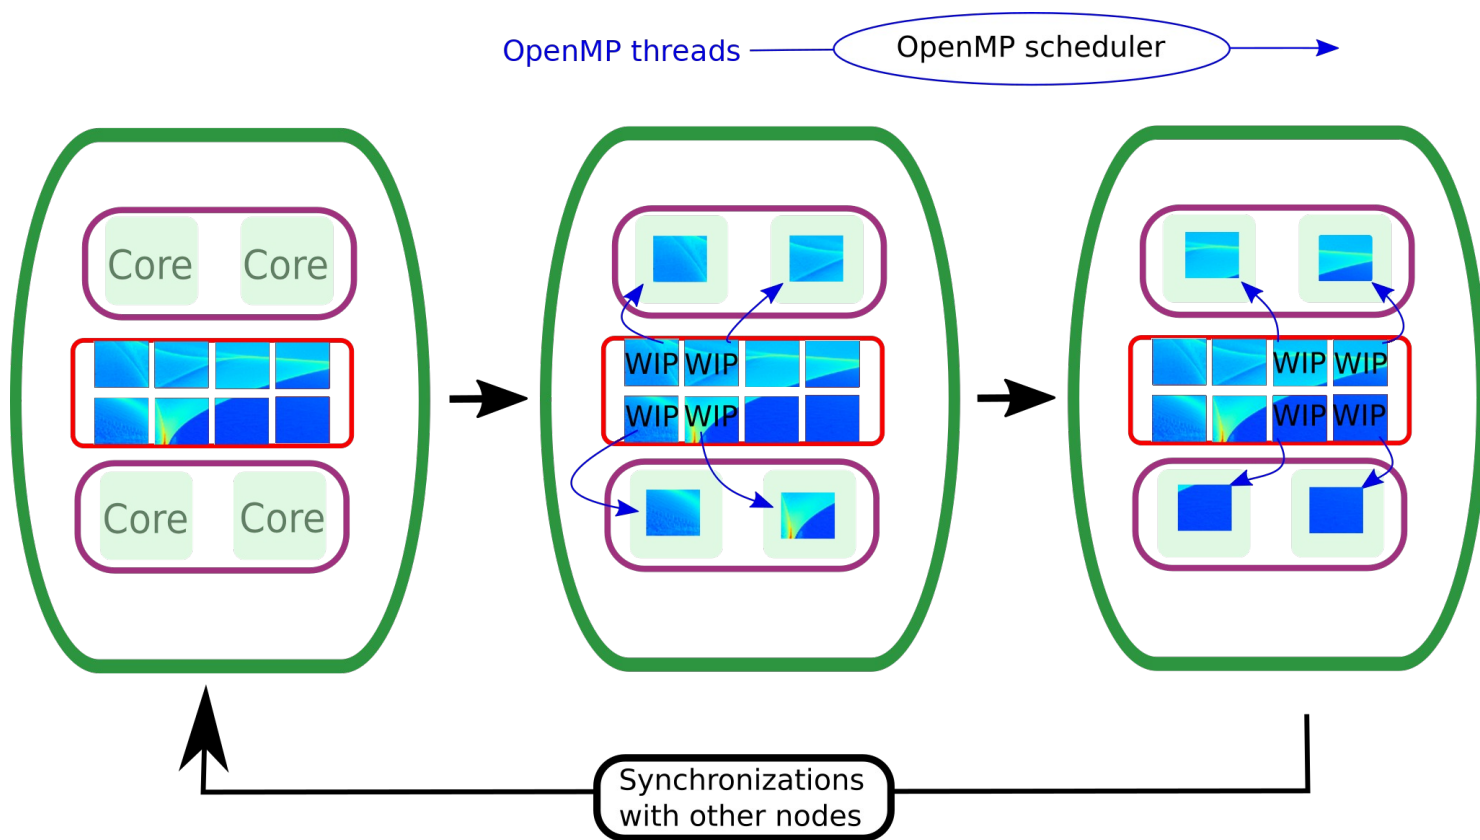 OpenMP threads
OpenMP scheduler
Core Core
Core Core
WIP WIP
WIP WIP
WIP WIP
WIP WIP
Synchronizations
with other nodes